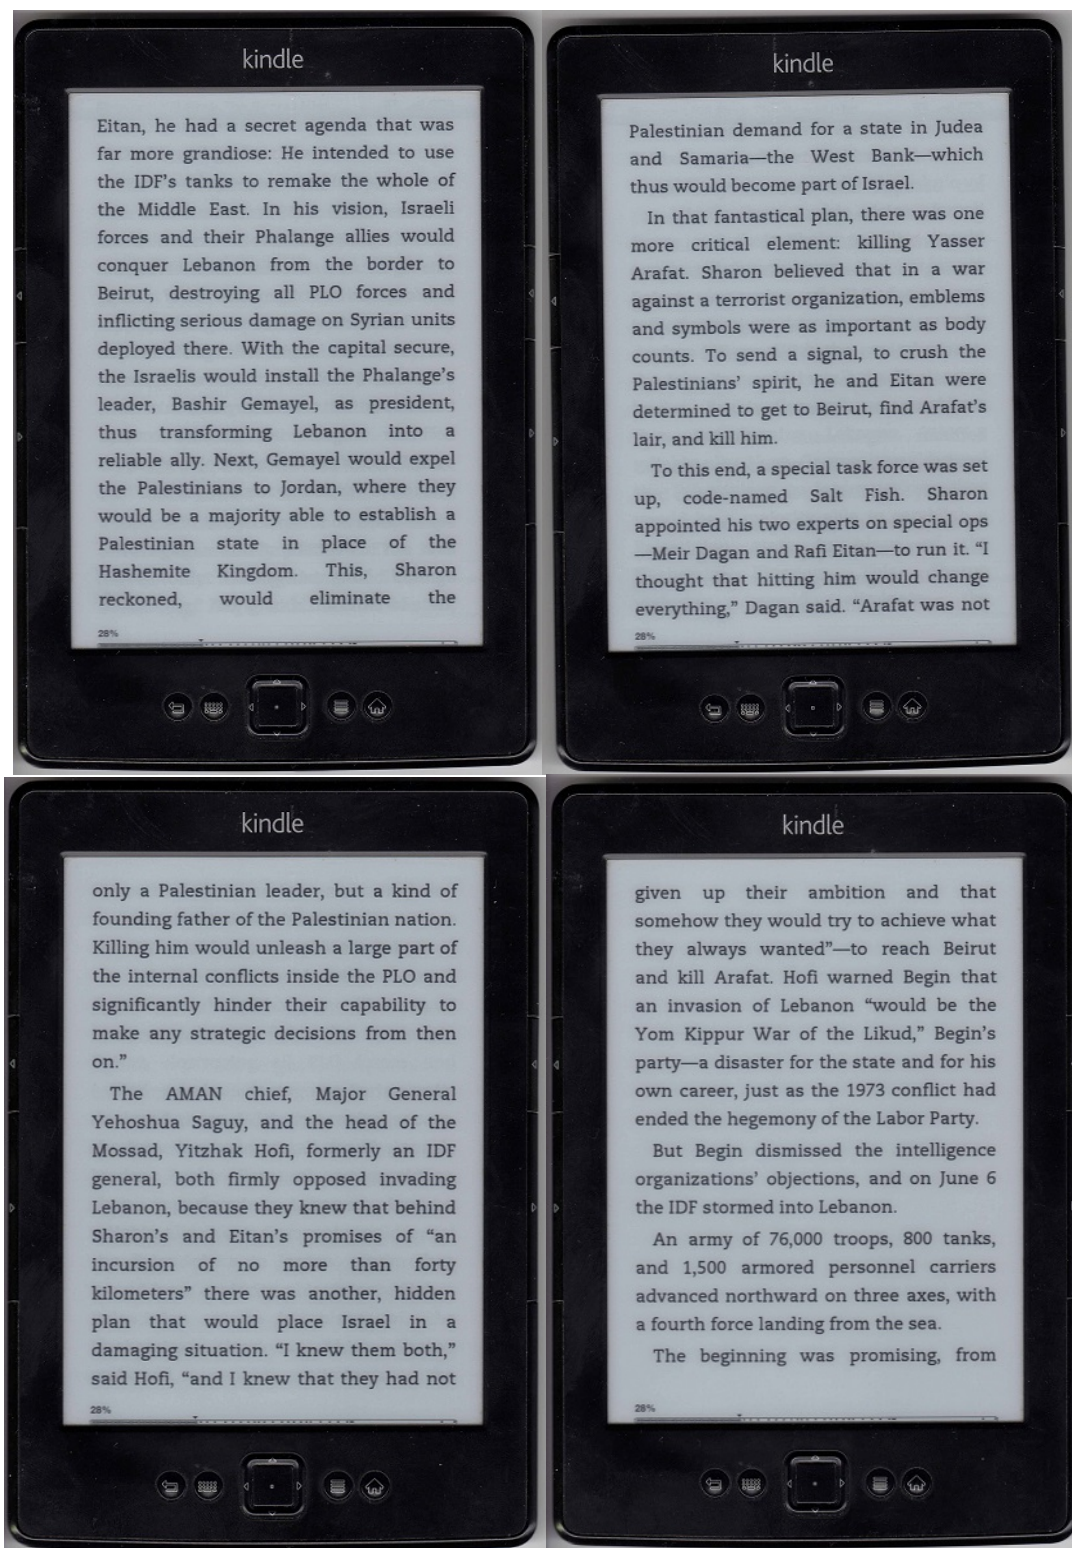 kindle
Eitan, he had a secret agenda that was
far more grandiose: He intended to use
the IDF's tanks to remake the whole of
the Middle East. In his vision, Israeli
forces and their Phalange allies would
conquer Lebanon from the border to
Beirut, destroying all PLO forces and
inflicting serious damage on Syrian units
deployed there. With the capital secure,
the Israelis would install the Phalange's
leader, Bashir Gemayel, as president,
thus transforming Lebanon into a
reliable ally. Next, Gemayel would expel
the Palestinians to Jordan, where they
would be a majority able to establish a
Palestinian state in place of the
Hashemite Kingdom. This, Sharon
reckoned, would eliminate the
28%
kindle
Palestinian demand for a state in Judea
and Samaria—the West Bank—which
thus would become part of Israel.
In that fantastical plan, there was one
more critical element: killing Yasser
Arafat. Sharon believed that in a war
against a terrorist organization, emblems
and symbols were as important as body
counts. To send a signal, to crush the
Palestinians' spirit, he and Eitan were
determined to get to Beirut, find Arafat's
lair, and kill him.
To this end, a special task force was set
up, code-named Salt Fish. Sharon
appointed his two experts on special ops
—Meir Dagan and Rafi Eitan—to run it. “I
thought that hitting him would change
everything,” Dagan said. “Arafat was not
28%
kindle
only a Palestinian leader, but a kind of
founding father of the Palestinian nation.
Killing him would unleash a large part of
the internal conflicts inside the PLO and
significantly hinder their capability to
make any strategic decisions from then
on.”
The AMAN chief, Major General
Yehoshua Saguy, and the head of the
Mossad, Yitzhak Hofi, formerly an IDF
general, both firmly opposed invading
Lebanon, because they knew that behind
Sharon's and Eitan's promises of “an
incursion of no more than forty
kilometers” there was another, hidden
plan that would place Israel in a
damaging situation. “I knew them both,”
said Hofi, “and I knew that they had not
28%
kindle
given up their ambition and that
somehow they would try to achieve what
they always wanted”—to reach Beirut
and kill Arafat. Hofi warned Begin that
an invasion of Lebanon “would be the
Yom Kippur War of the Likud,” Begin's
party—a disaster for the state and for his
own career, just as the 1973 conflict had
ended the hegemony of the Labor Party.
But Begin dismissed the intelligence
organizations' objections, and on June 6
the IDF stormed into Lebanon.
An army of 76,000 troops, 800 tanks,
and 1,500 armored personnel carriers
advanced northward on three axes, with
a fourth force landing from the sea.
The beginning was promising, from
28%